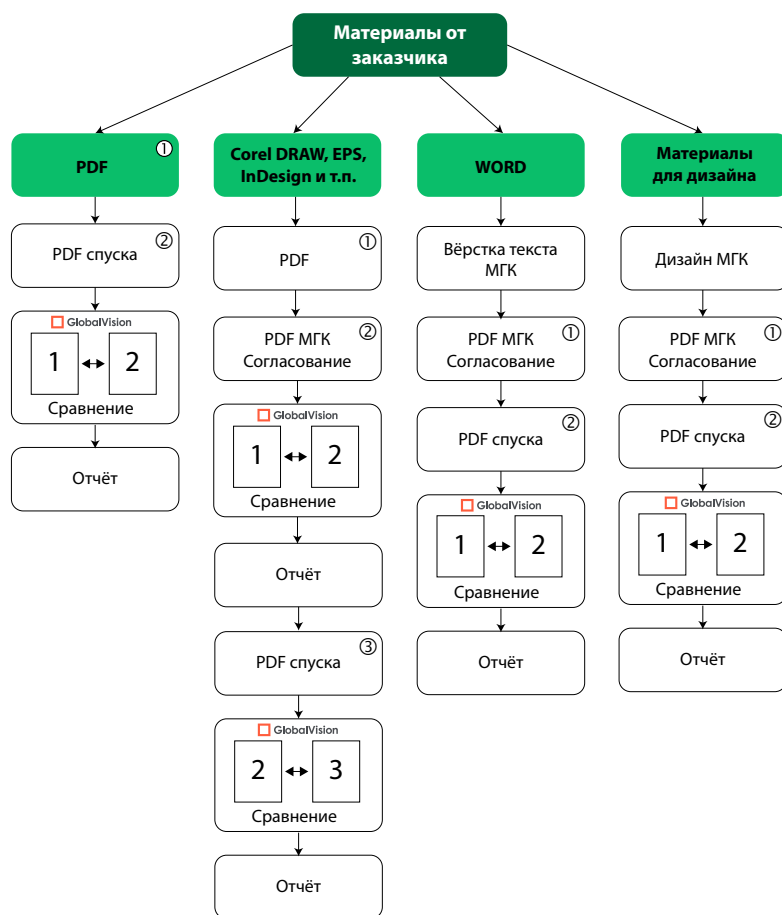 Материалы от
заказчика
PDF
①
PDF спуска
②
GlobalVision
1
2
Сравнение
Отчёт
Corel DRAW, EPS,
InDesign и т.п.
PDF
①
PDF МГК
Согласование
②
GlobalVision
1
2
Сравнение
Отчёт
PDF спуска
③
GlobalVision
2
3
Сравнение
Отчёт
WORD
Вёрстка текста
МГК
PDF МГК
Согласование
①
PDF спуска
②
GlobalVision
1
2
Сравнение
Отчёт
Материалы
для дизайна
Дизайн МГК
PDF МГК
Согласование
①
PDF спуска
②
GlobalVision
1
2
Сравнение
Отчёт